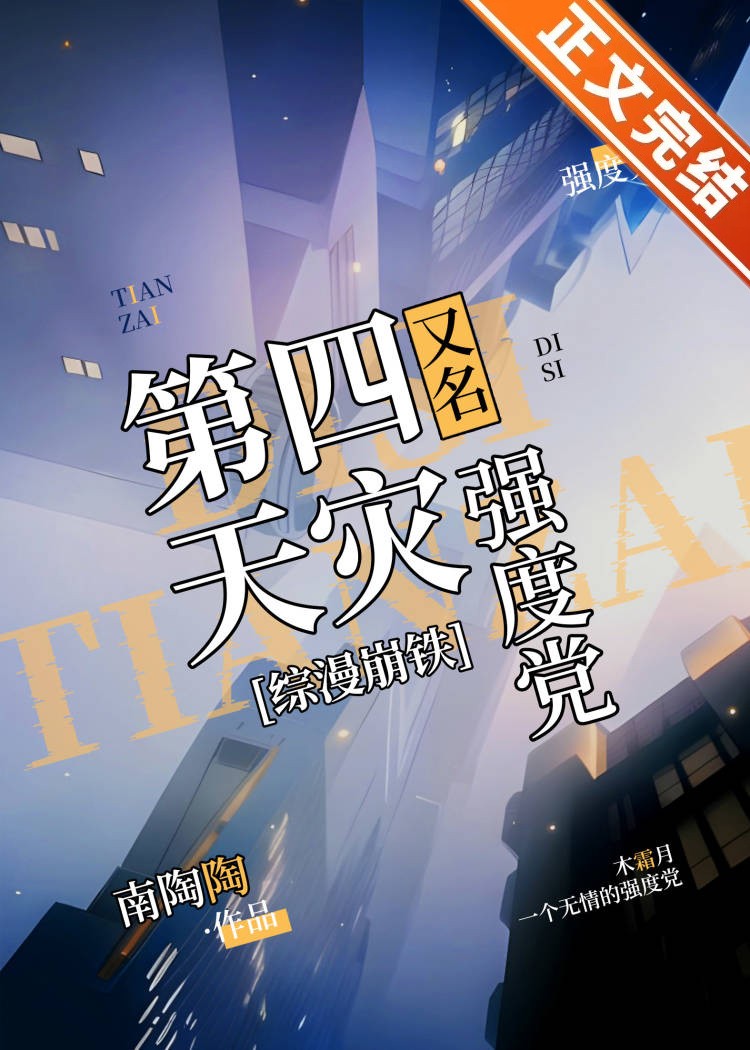 正文完结
强度
TIAN
ZAI
第四
天灾
又名
强度党
DI
SI
DISI
TIANZAI
[综漫崩铁]
南陶陶
·作品
木霜月
一个无情的强度党